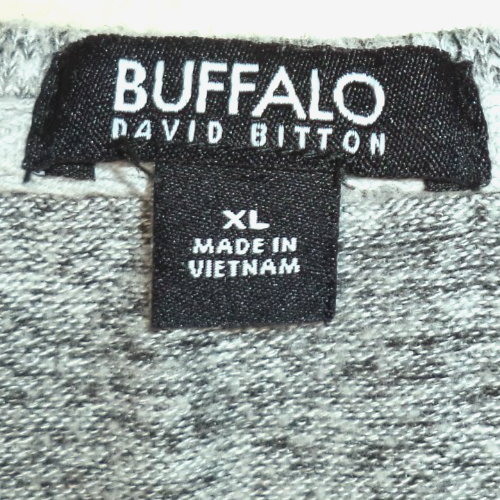 BUFFALO
DAVID BITTON
XL
MADE IN
VIETNAM